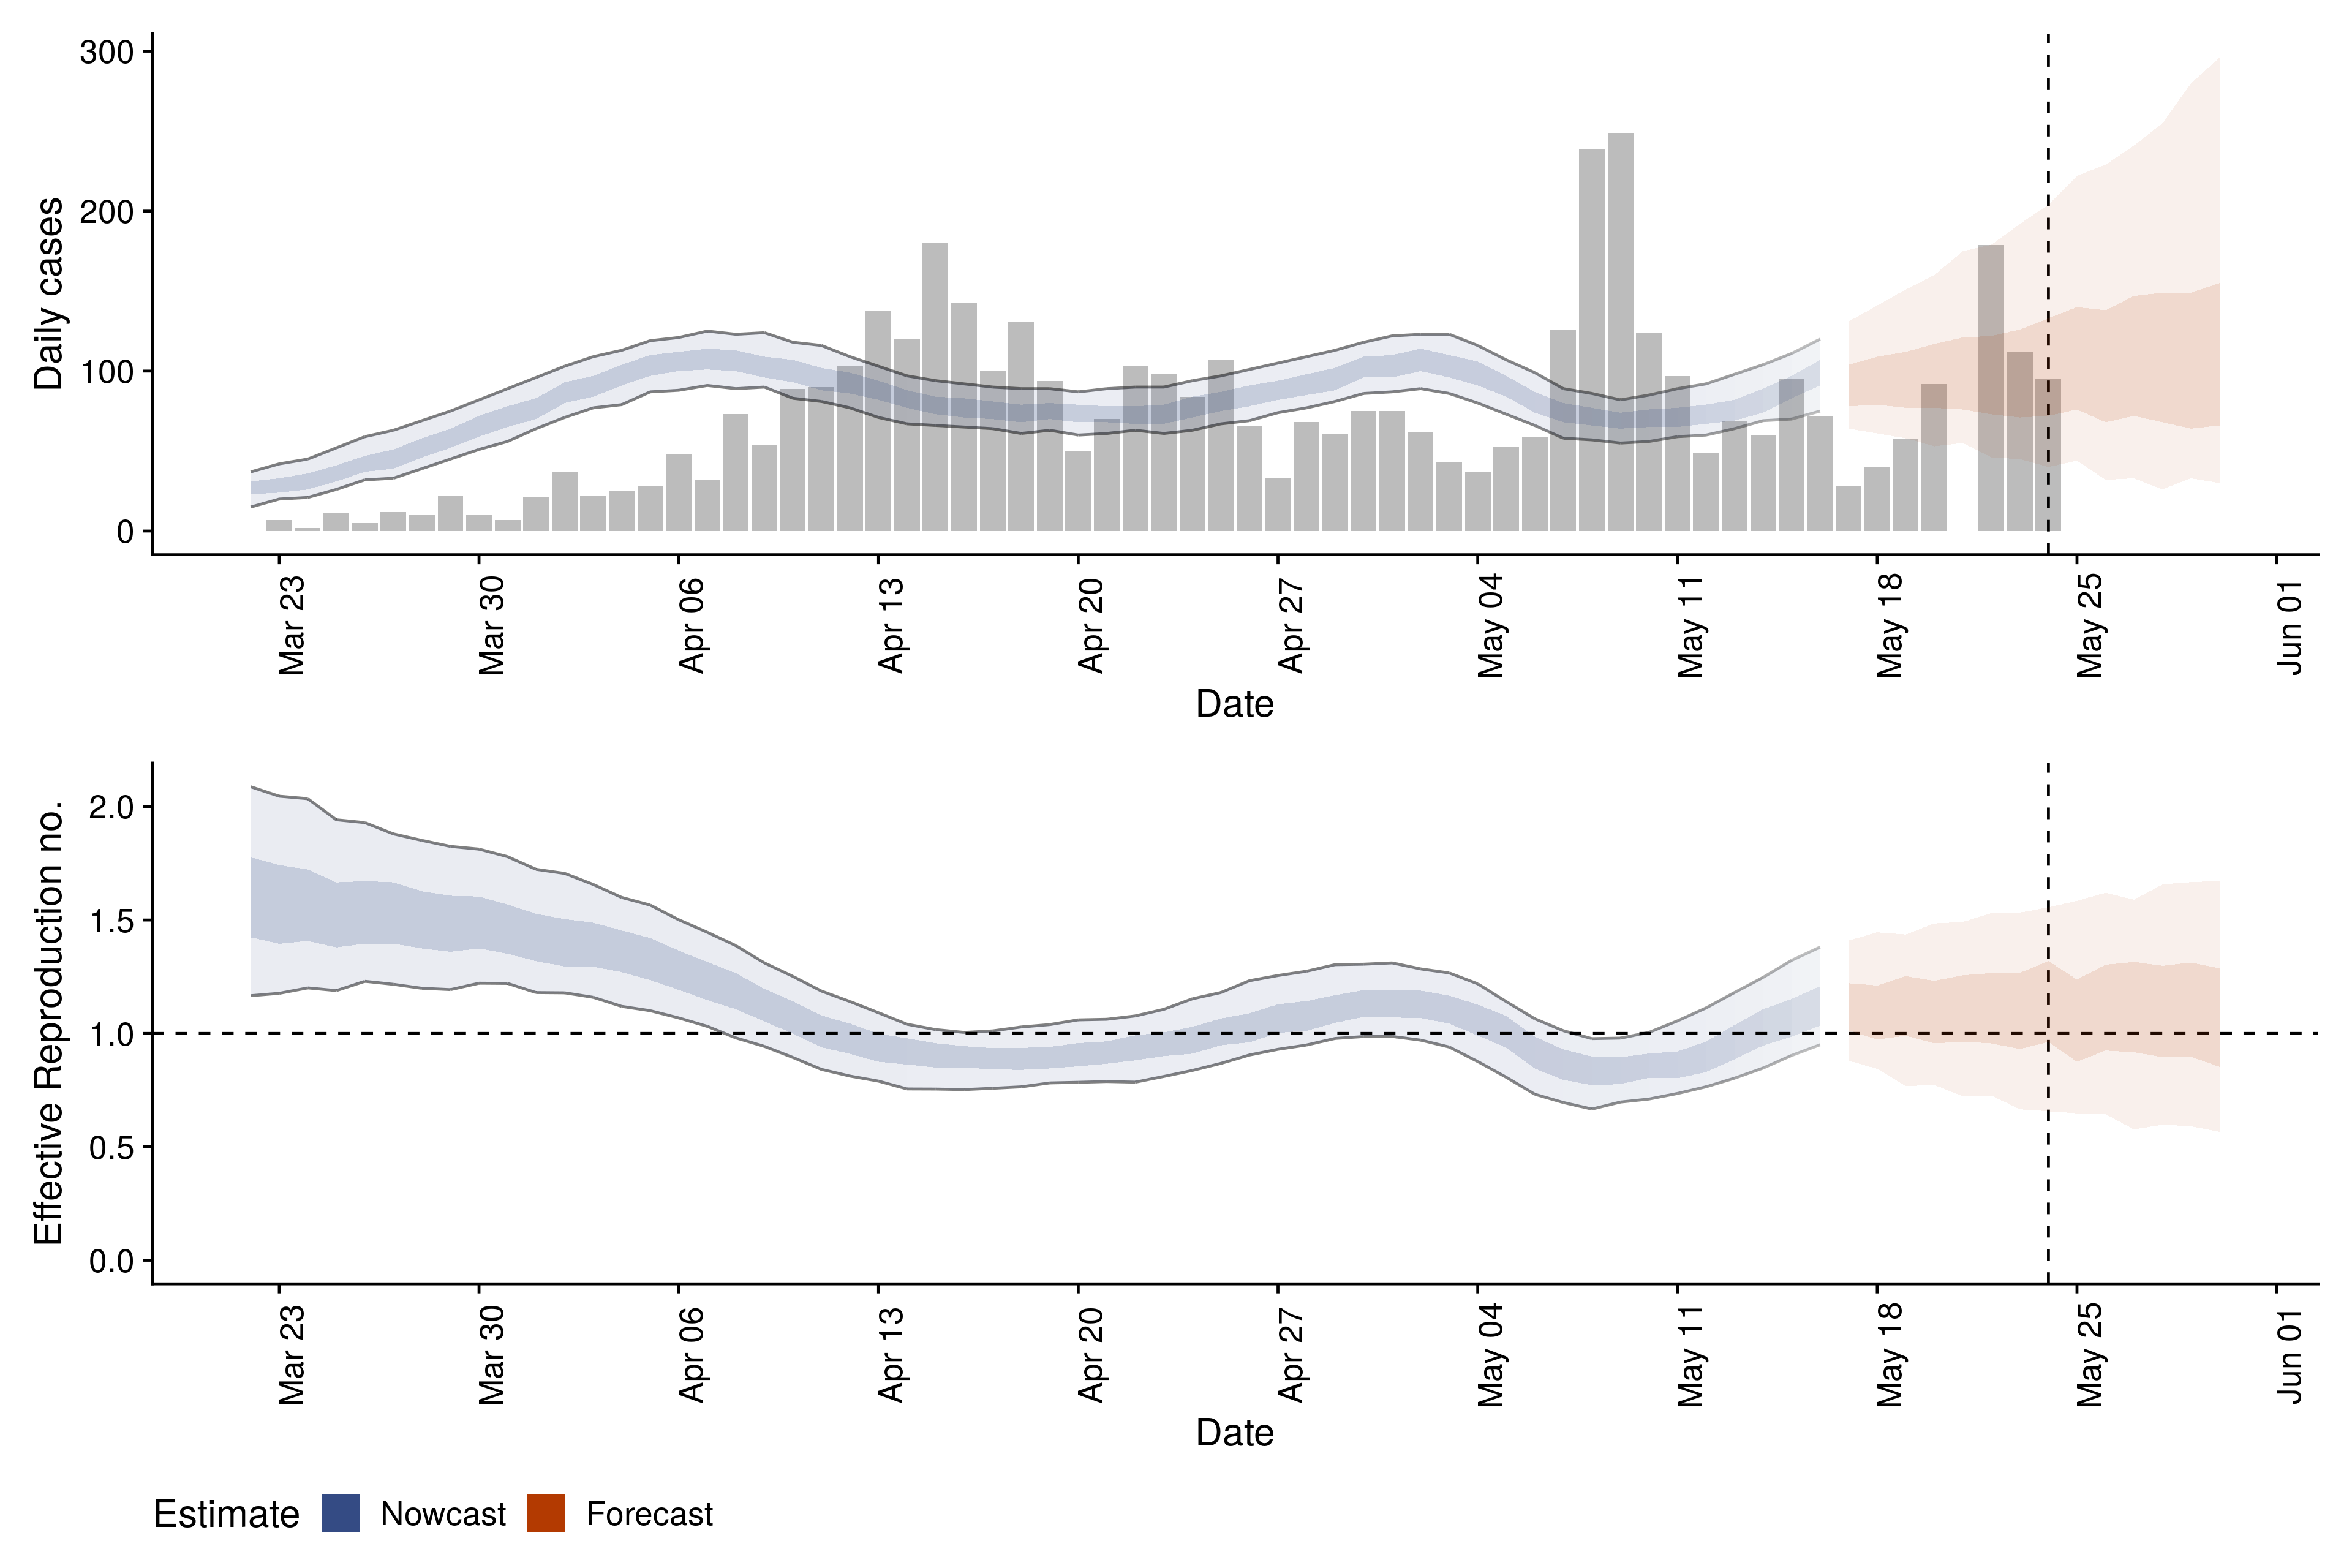 Daily cases
300
200
100
0
Mar 23
Mar 30
Apr 06
Apr 13
Apr 20
Apr 27
May 04
May 11
May 18
May 25
Jun 01
Date
Effective Reproduction no.
2.0
1.5
1.0
0.5
0.0
Mar 23
Mar 30
Apr 06
Apr 13
Apr 20
Apr 27
May 04
May 11
May 18
May 25
Jun 01
Date
Estimate Nowcast Forecast